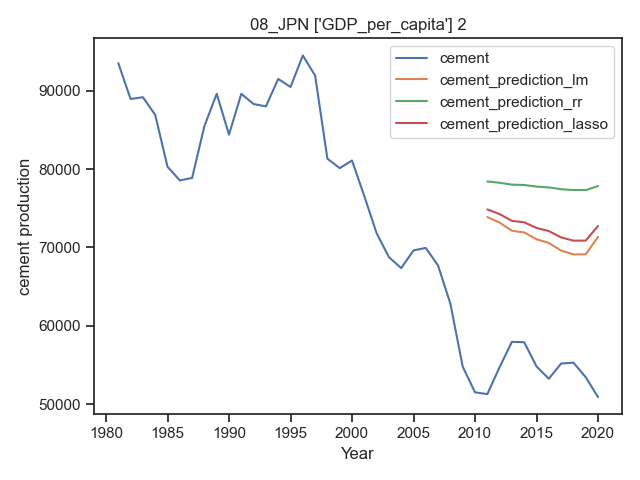 08_JPN ['GDP_per_capita'] 2
cement
cement_prediction_lm
cement_prediction_rr
cement_prediction_lasso
cement production
90000
80000
70000
60000
50000
1980 1985 1990 1995 2000 2005 2010 2015 2020
Year